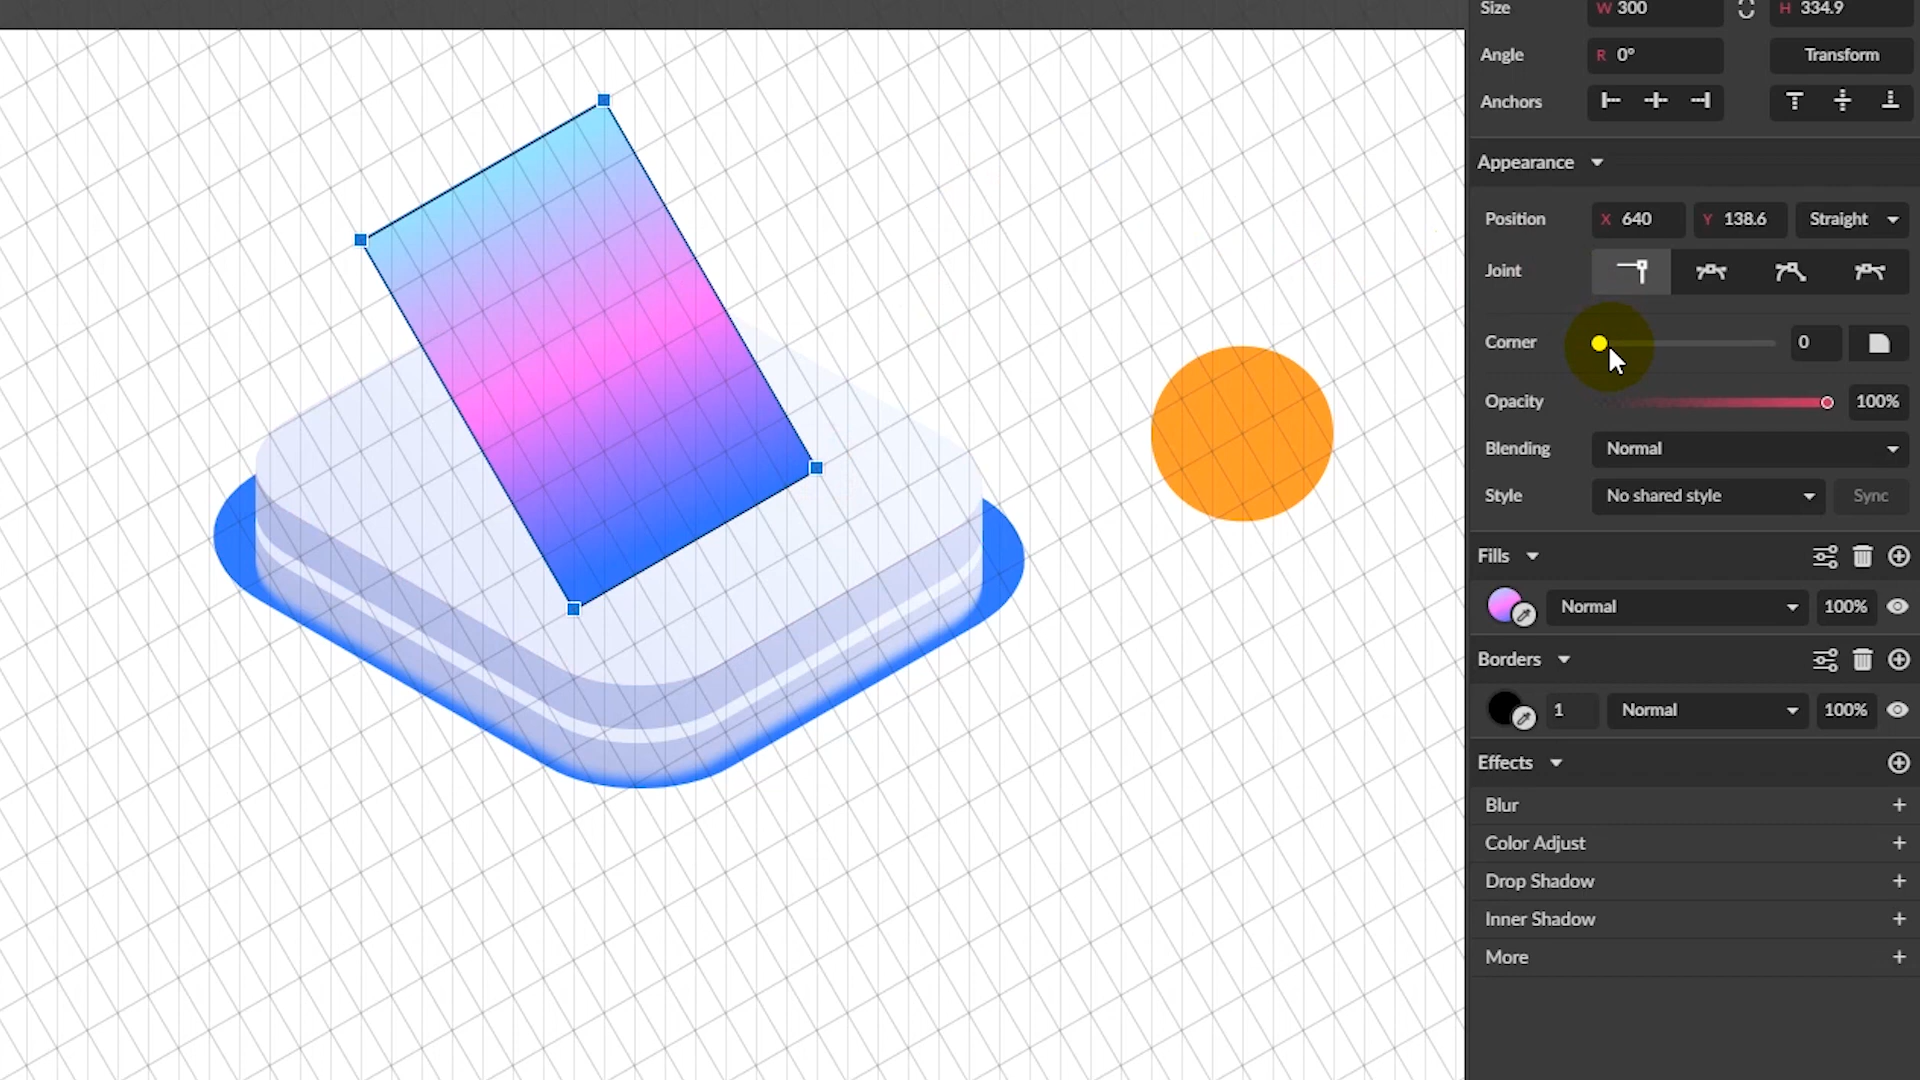 Size W 300 H 334.9
Angle R 0° Transform
Anchors
Appearance
Position X 640 Y 138.6 Straight
Joint
Corner 0
Opacity 100%
Blending Normal
Style No shared style Sync
Fills
Normal 100%
Borders
1 Normal 100%
Effects
Blur
Color Adjust
Drop Shadow
Inner Shadow
More